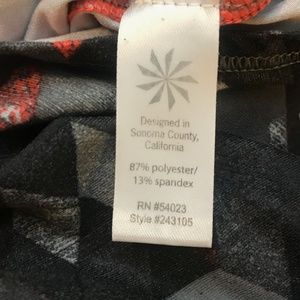 Designed in
Sonoma County,
California
87% polyester/
13% spandex
RN #54023
Style #243105